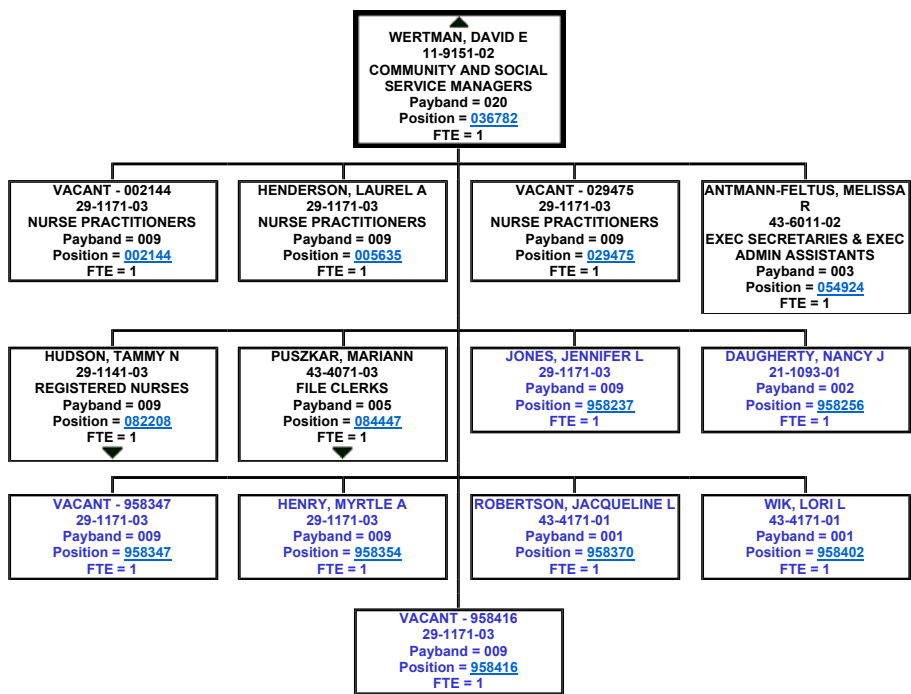 WERTMAN, DAVID E
11-9151-02
COMMUNITY AND SOCIAL
SERVICE MANAGERS
Payband = 020
Position = 036782
FTE = 1
VACANT - 002144
29-1171-03
NURSE PRACTITIONERS
Payband = 009
Position = 002144
FTE = 1
HENDERSON, LAUREL A
29-1171-03
NURSE PRACTITIONERS
Payband = 009
Position = 005635
FTE = 1
VACANT - 029475
29-1171-03
NURSE PRACTITIONERS
Payband = 009
Position = 029475
FTE = 1
ANTMANN-FELTUS, MELISSA
R
43-6011-02
EXEC SECRETARIES & EXEC
ADMIN ASSISTANTS
Payband = 003
Position = 054924
FTE = 1
HUDSON, TAMMY N
29-1141-03
REGISTERED NURSES
Payband = 009
Position = 082208
FTE = 1
PUSZKAR, MARIANN
43-4071-03
FILE CLERKS
Payband = 005
Position = 084447
FTE = 1
JONES, JENNIFER L
29-1171-03
Payband = 009
Position = 958237
FTE = 1
DAUGHERTY, NANCY J
21-1093-01
Payband = 002
Position = 958256
FTE = 1
VACANT - 958347
29-1171-03
Payband = 009
Position = 958347
FTE = 1
HENRY, MYRTLE A
29-1171-03
Payband = 009
Position = 958354
FTE = 1
ROBERTSON, JACQUELINE L
43-4171-01
Payband = 001
Position = 958370
FTE = 1
WIK, LORI L
43-4171-01
Payband = 001
Position = 958402
FTE = 1
VACANT - 958416
29-1171-03
Payband = 009
Position = 958416
FTE = 1